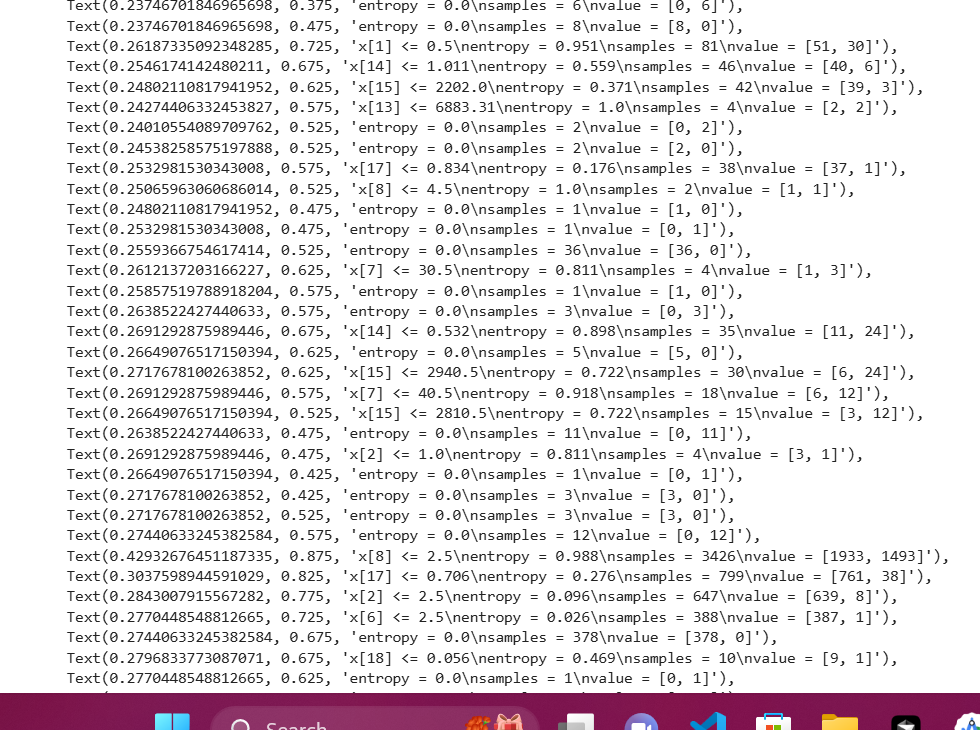 Text(0.23746701846965698, 0.375, 'entropy = 0.0\nsamples = 6\nvalue = [0, 6]'),
Text(0.23746701846965698, 0.475, 'entropy = 0.0\nsamples = 8\nvalue = [8, 0]'),
Text(0.26187335092348285, 0.725, 'x[1] <= 0.5\nentropy = 0.951\nsamples = 81\nvalue = [51, 30]'),
Text(0.2546174142480211, 0.675, 'x[14] <= 1.011\nentropy = 0.559\nsamples = 46\nvalue = [40, 6]'),
Text(0.24802110817941952, 0.625, 'x[15] <= 2202.0\nentropy = 0.371\nsamples = 42\nvalue = [39, 3]'),
Text(0.24274406332453827, 0.575, 'x[13] <= 6883.31\nentropy = 1.0\nsamples = 4\nvalue = [2, 2]'),
Text(0.24010554089709762, 0.525, 'entropy = 0.0\nsamples = 2\nvalue = [0, 2]'),
Text(0.24538258575197888, 0.525, 'entropy = 0.0\nsamples = 2\nvalue = [2, 0]'),
Text(0.2532981530343008, 0.575, 'x[17] <= 0.834\nentropy = 0.176\nsamples = 38\nvalue = [37, 1]'),
Text(0.25065963060686014, 0.525, 'x[8] <= 4.5\nentropy = 1.0\nsamples = 2\nvalue = [1, 1]'),
Text(0.24802110817941952, 0.475, 'entropy = 0.0\nsamples = 1\nvalue = [1, 0]'),
Text(0.2532981530343008, 0.475, 'entropy = 0.0\nsamples = 1\nvalue = [0, 1]'),
Text(0.2559366754617414, 0.525, 'entropy = 0.0\nsamples = 36\nvalue = [36, 0]'),
Text(0.2612137203166227, 0.625, 'x[7] <= 30.5\nentropy = 0.811\nsamples = 4\nvalue = [1, 3]'),
Text(0.25857519788918204, 0.575, 'entropy = 0.0\nsamples = 1\nvalue = [1, 0]'),
Text(0.2638522427440633, 0.575, 'entropy = 0.0\nsamples = 3\nvalue = [0, 3]'),
Text(0.2691292875989446, 0.675, 'x[14] <= 0.532\nentropy = 0.898\nsamples = 35\nvalue = [11, 24]'),
Text(0.26649076517150394, 0.625, 'entropy = 0.0\nsamples = 5\nvalue = [5, 0]'),
Text(0.2717678100263852, 0.625, 'x[15] <= 2940.5\nentropy = 0.722\nsamples = 30\nvalue = [6, 24]'),
Text(0.2691292875989446, 0.575, 'x[7] <= 40.5\nentropy = 0.918\nsamples = 18\nvalue = [6, 12]'),
Text(0.26649076517150394, 0.525, 'x[15] <= 2810.5\nentropy = 0.722\nsamples = 15\nvalue = [3, 12]'),
Text(0.2638522427440633, 0.475, 'entropy = 0.0\nsamples = 11\nvalue = [0, 11]'),
Text(0.2691292875989446, 0.475, 'x[2] <= 1.0\nentropy = 0.811\nsamples = 4\nvalue = [3, 1]'),
Text(0.26649076517150394, 0.425, 'entropy = 0.0\nsamples = 1\nvalue = [0, 1]'),
Text(0.2717678100263852, 0.425, 'entropy = 0.0\nsamples = 3\nvalue = [3, 0]'),
Text(0.2717678100263852, 0.525, 'entropy = 0.0\nsamples = 3\nvalue = [3, 0]'),
Text(0.27440633245382584, 0.575, 'entropy = 0.0\nsamples = 12\nvalue = [0, 12]'),
Text(0.42932676451187335, 0.875, 'x[8] <= 2.5\nentropy = 0.988\nsamples = 3426\nvalue = [1933, 1493]'),
Text(0.3037598944591029, 0.825, 'x[17] <= 0.706\nentropy = 0.276\nsamples = 799\nvalue = [761, 38]'),
Text(0.2843007915567282, 0.775, 'x[2] <= 2.5\nentropy = 0.096\nsamples = 647\nvalue = [639, 8]'),
Text(0.2770448548812665, 0.725, 'x[6] <= 2.5\nentropy = 0.026\nsamples = 388\nvalue = [387, 1]'),
Text(0.27440633245382584, 0.675, 'entropy = 0.0\nsamples = 378\nvalue = [378, 0]'),
Text(0.2796833773087071, 0.675, 'x[18] <= 0.056\nentropy = 0.469\nsamples = 10\nvalue = [9, 1]'),
Text(0.2770448548812665, 0.625, 'entropy = 0.0\nsamples = 1\nvalue = [0, 1]'),
Search